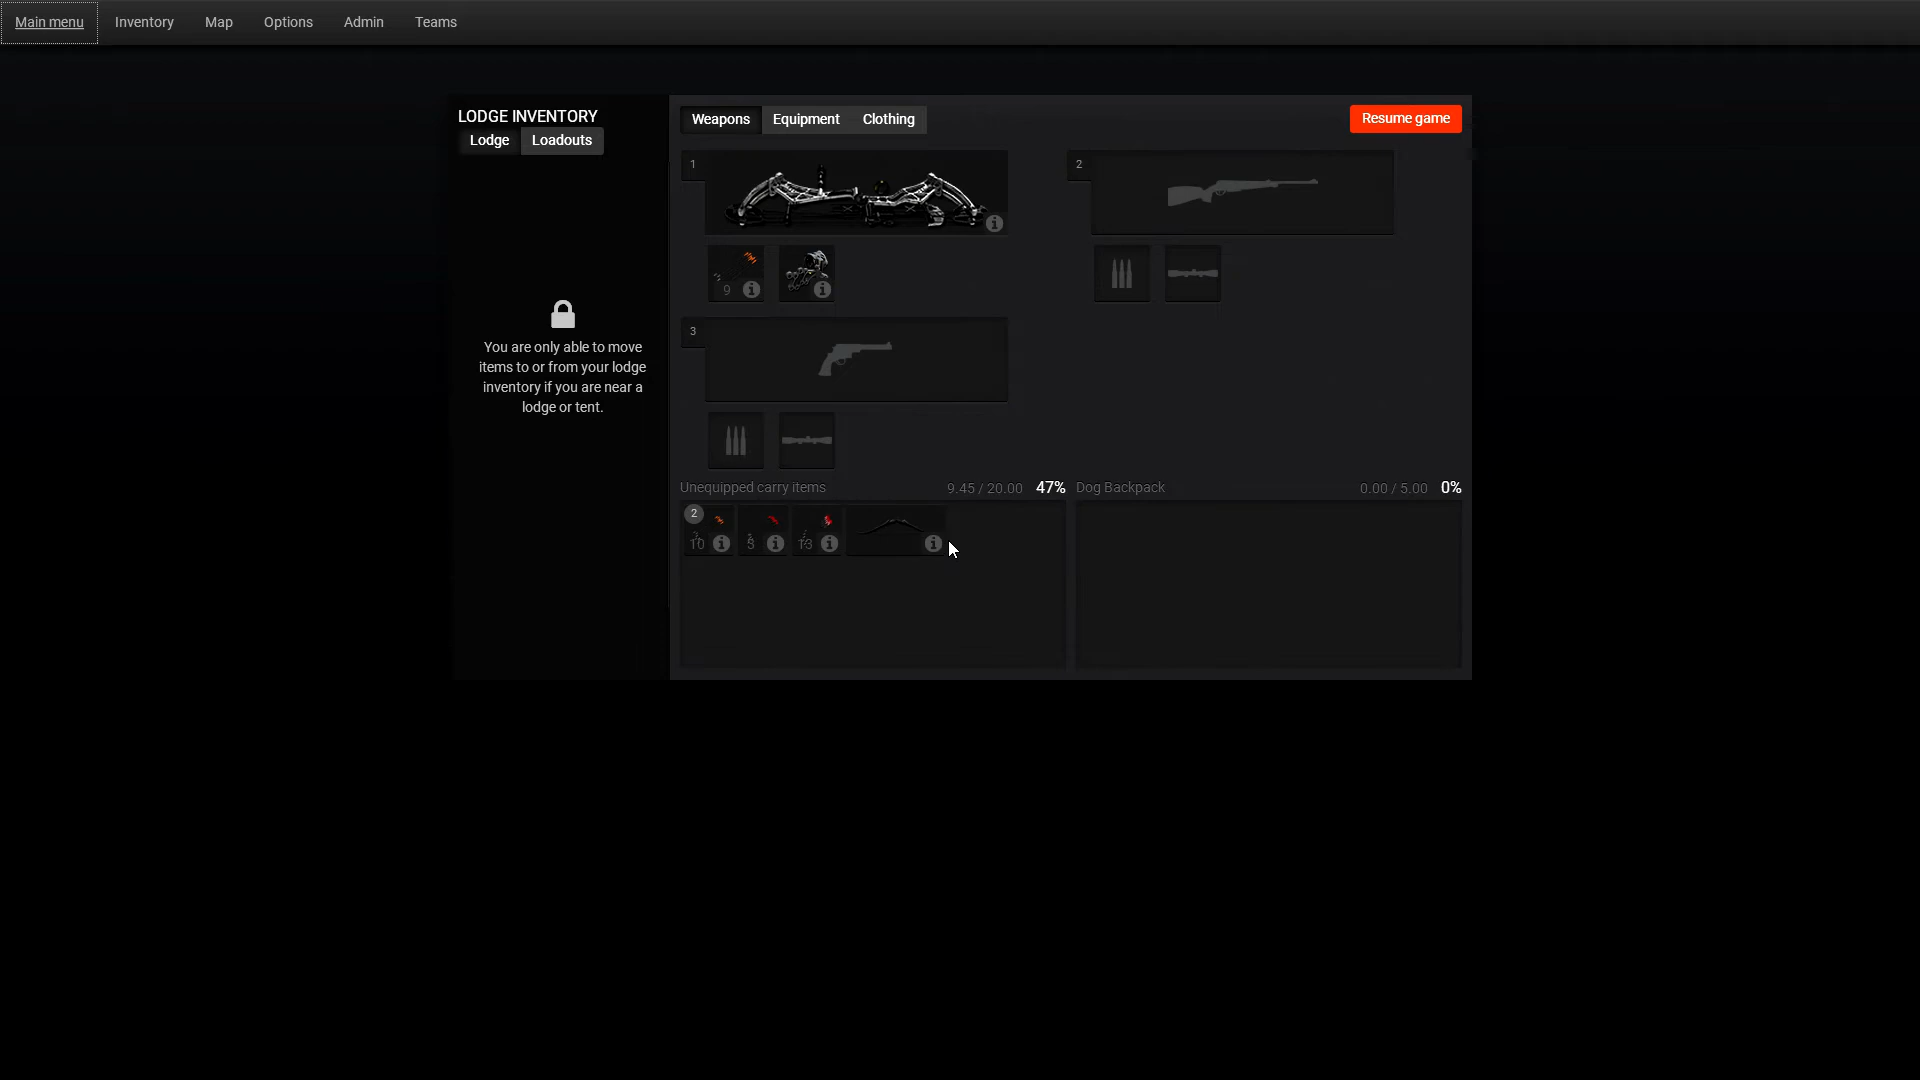 Main menu Inventory Map Options Admin Teams
LODGE INVENTORY
Lodge Loadouts
You are only able to move
items to or from your lodge
inventory if you are near a
lodge or tent.
Weapons Equipment Clothing
Resume game
1
2
9
3
Unequipped carry items 9.45 / 20.00 47%
Dog Backpack 0.00 / 5.00 0%
2
10 3 13